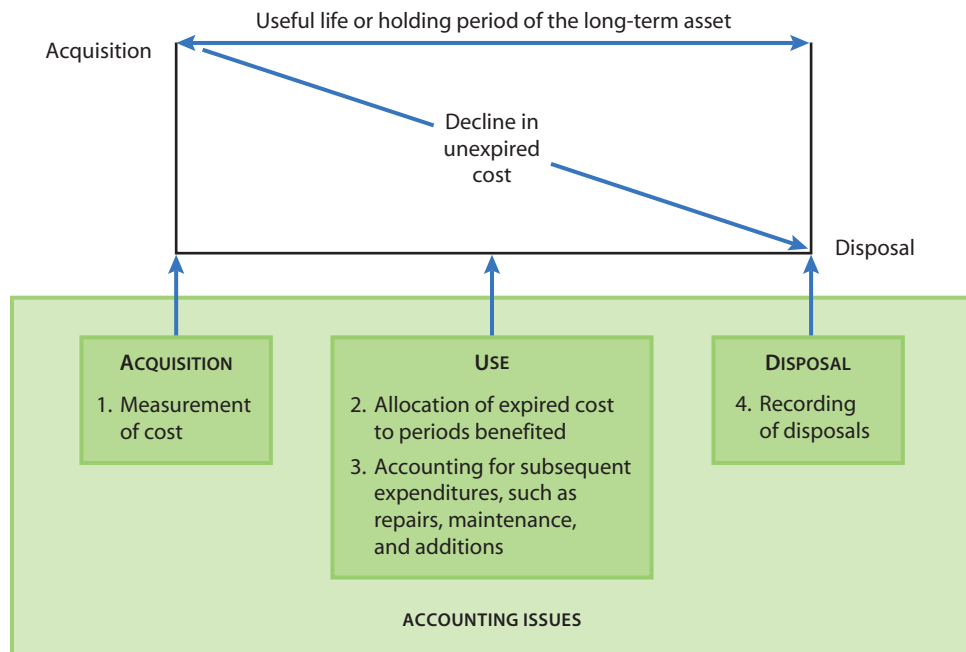 Useful life or holding period of the long-term asset
Acquisition
Decline in
unexpired
cost
Disposal
ACQUISITION
1. Measurement
of cost
USE
2. Allocation of expired cost
to periods benefited
3. Accounting for subsequent
expenditures, such as
repairs, maintenance,
and additions
DISPOSAL
4. Recording
of disposals
ACCOUNTING ISSUES